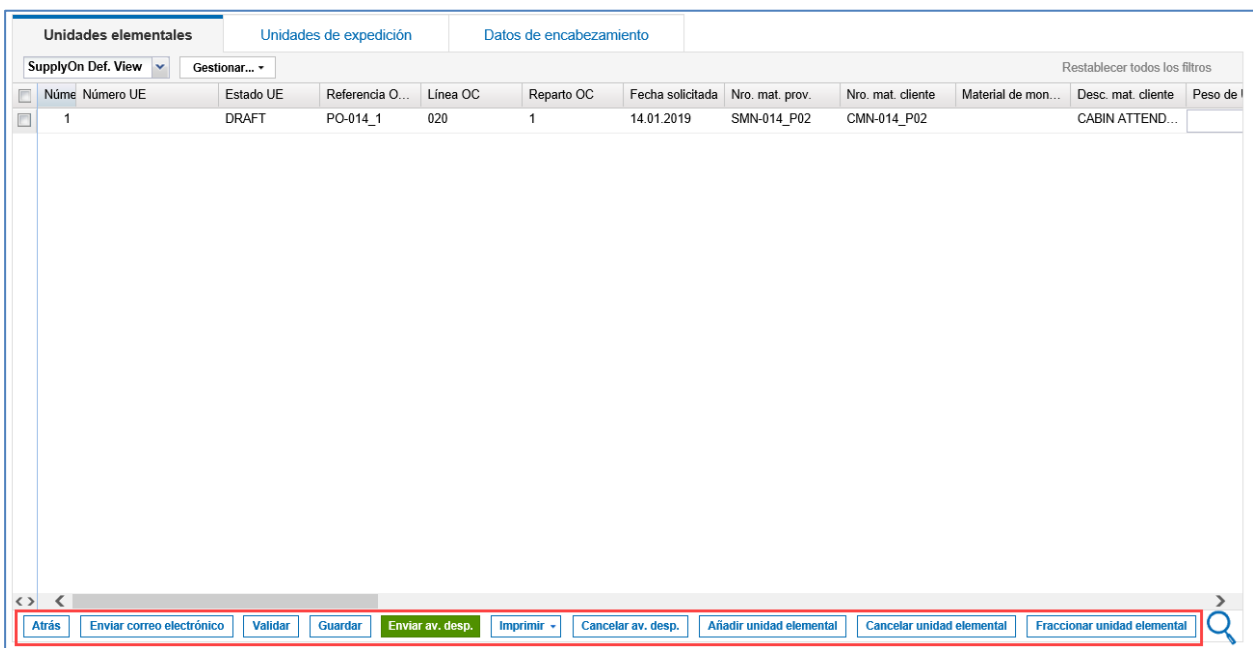 Unidades elementales Unidades de expedición Datos de encabezamiento
SupplyOn Def. View Gestionar... Restablecer todos los filtros
Núme Número UE Estado UE Referencia O... Línea OC Reparto OC Fecha solicitada Nro. mat. prov. Nro. mat. cliente Material de mon... Desc. mat. cliente Peso de
1 DRAFT PO-014_1 020 1 14.01.2019 SMN-014_P02 CMN-014_P02 CABIN ATTEND...
Atrás Enviar correo electrónico Validar Guardar Enviar av. desp. Imprimir Cancelar av. desp. Añadir unidad elemental Cancelar unidad elemental Fraccionar unidad elemental